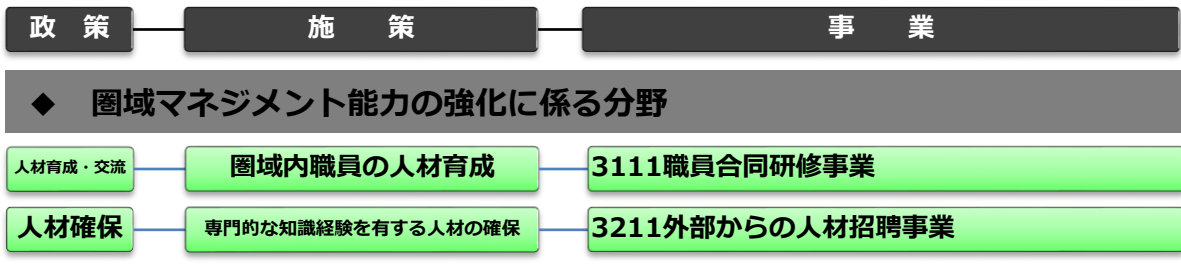 政　策　施　策　事　業
◆　圏域マネジメント能力の強化に係る分野
人材育成・交流　圏域内職員の人材育成　3111職員合同研修事業
人材確保　専門的な知識経験を有する人材の確保　3211外部からの人材招聘事業